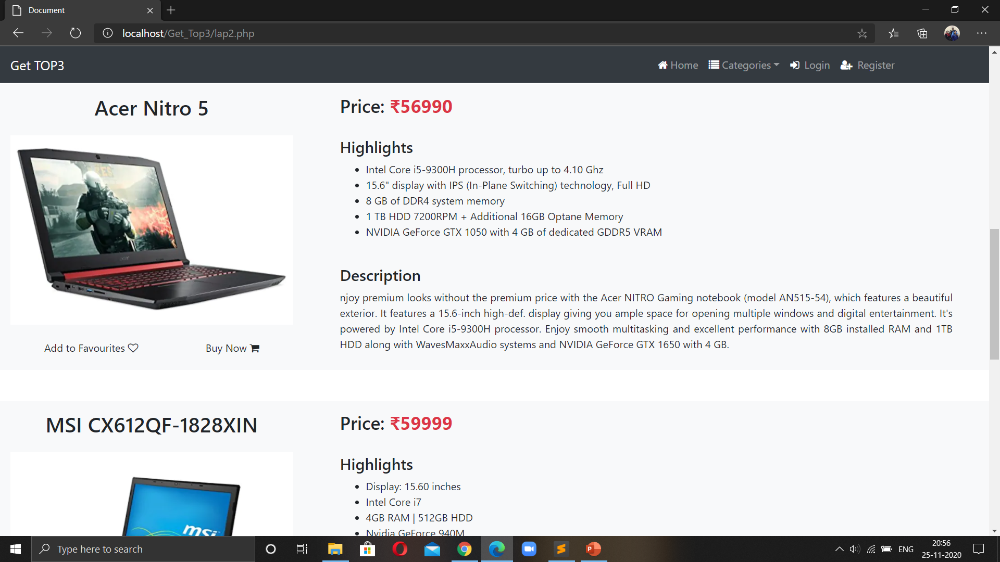 Document
localhost/Get_Top3/lap2.php
Get TOP3
Home
Categories
Login
Register
Acer Nitro 5
Price: ₹56990
Highlights
Intel Core i5-9300H processor, turbo up to 4.10 Ghz
15.6" display with IPS (In-Plane Switching) technology, Full HD
8 GB of DDR4 system memory
1 TB HDD 7200RPM + Additional 16GB Optane Memory
NVIDIA GeForce GTX 1050 with 4 GB of dedicated GDDR5 VRAM
acer
Description
njoy premium looks without the premium price with the Acer NITRO Gaming notebook (model AN515-54), which features a beautiful
exterior. It features a 15.6-inch high-def. display giving you ample space for opening multiple windows and digital entertainment. It's
powered by Intel Core i5-9300H processor. Enjoy smooth multitasking and excellent performance with 8GB installed RAM and 1TB
HDD along with WavesMaxxAudio systems and NVIDIA GeForce GTX 1650 with 4 GB.
Add to Favourites
Buy Now
MSI CX612QF-1828XIN
Price: ₹59999
Highlights
Display: 15.60 inches
Intel Core i7
4GB RAM | 512GB HDD
Nvidia GeForce 940M
msi
Type here to search
ENG
20:56
25-11-2020